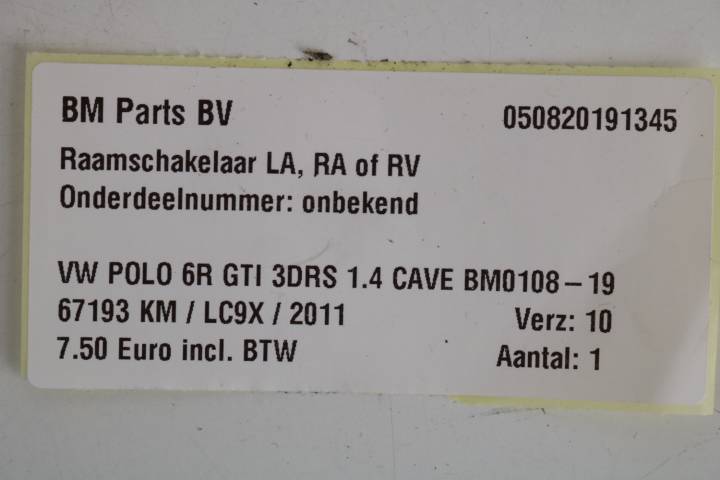 BM Parts BV 050820191345
Raamschakelaar LA, RA of RV
Onderdeelnummer: onbekend
VW POLO 6R GTI 3DRS 1.4 CAVE BM0108 – 19
67193 KM / LC9X / 2011 Verz: 10
7.50 Euro incl. BTW Aantal: 1